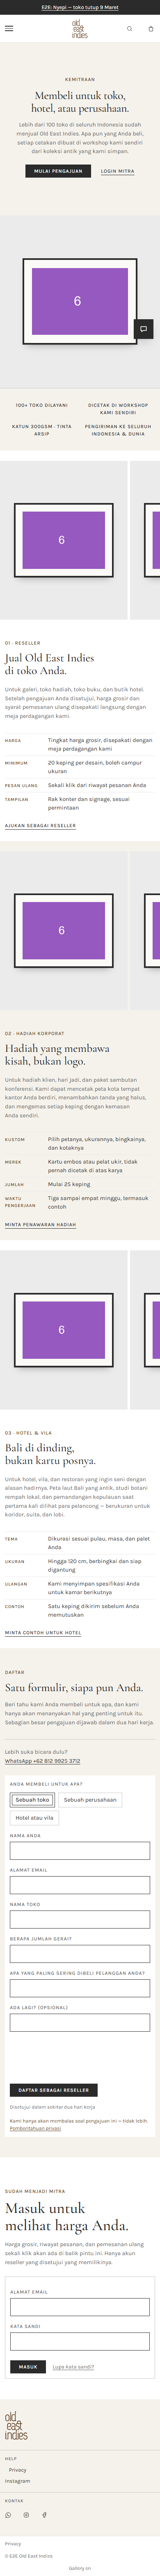 E2E: Nyepi — toko tutup 9 Maret
old
east
indies
KEMITRAAN
Membeli untuk toko,
hotel, atau perusahaan.
Lebih dari 100 toko di seluruh Indonesia sudah
menjual Old East Indies. Apa pun yang Anda beli,
setiap cetakan dibuat di workshop kami sendiri
dari koleksi arsip yang kami simpan.
MULAI PENGAJUAN
LOGIN MITRA
6
100+ TOKO DILAYANI
DICETAK DI WORKSHOP
KAMI SENDIRI
KATUN 300GSM · TINTA
ARSIP
PENGIRIMAN KE SELURUH
INDONESIA & DUNIA
6
01 · RESELLER
Jual Old East Indies
di toko Anda.
Untuk galeri, toko hadiah, toko buku, dan butik hotel.
Setelah pengajuan Anda disetujui, harga grosir dan
syarat pemesanan ulang disampaikan langsung dengan
meja perdagangan kami.
HARGA
Tingkat harga grosir, disepakati dengan
meja perdagangan kami
MINIMUM
20 keping per desain, boleh campur
ukuran
PESAN ULANG
Sekali klik dari riwayat pesanan Anda
TAMPILAN
Rak konter dan signage, sesuai
permintaan
AJUKAN SEBAGAI RESELLER
6
02 · HADIAH KORPORAT
Hadiah yang membawa
kisah, bukan logo.
Untuk hadiah klien, hari jadi, dan paket sambutan
konferensi. Kami dapat mencetak peta kota tempat
kantor Anda berdiri, menambahkan tanda yang halus,
dan mengemas setiap keping dengan kemasan
Anda sendiri.
KUSTOM
Pilih petanya, ukurannya, bingkainya,
dan kotaknya
MEREK
Kartu embos atau pelat ukir, tidak
pernah dicetak di atas karya
JUMLAH
Mulai 25 keping
WAKTU
PENGERJAAN
Tiga sampai empat minggu, termasuk
contoh
MINTA PENAWARAN HADIAH
6
03 · HOTEL & VILA
Bali di dinding,
bukan kartu posnya.
Untuk hotel, vila, dan restoran yang ingin seni dengan
alasan hadirnya. Peta laut Bali yang antik, studi botani
rempah lokal, dan pemandangan kepulauan saat
pertama kali dilihat para pelancong — berukuran untuk
koridor, suite, dan lobi.
TEMA
Dikurasi sesuai pulau, masa, dan palet
Anda
UKURAN
Hingga 120 cm, berbingkai dan siap
digantung
ULANGAN
Kami menyimpan spesifikasi Anda
untuk kamar berikutnya
CONTOH
Satu keping dikirim sebelum Anda
memutuskan
MINTA CONTOH UNTUK HOTEL
DAFTAR
Satu formulir, siapa pun Anda.
Beri tahu kami Anda membeli untuk apa, dan kami
hanya akan menanyakan hal yang penting untuk itu.
Sebagian besar pengajuan dijawab dalam dua hari kerja.
Lebih suka bicara dulu?
WhatsApp +62 812 9925 3712
ANDA MEMBELI UNTUK APA?
Sebuah toko
Sebuah perusahaan
Hotel atau vila
NAMA ANDA
ALAMAT EMAIL
NAMA TOKO
BERAPA JUMLAH GERAI?
APA YANG PALING SERING DIBELI PELANGGAN ANDA?
ADA LAGI? (OPSIONAL)
DAFTAR SEBAGAI RESELLER
Disetujui dalam sekitar dua hari kerja
Kami hanya akan membalas soal pengajuan ini — tidak lebih.
Pemberitahuan privasi
SUDAH MENJADI MITRA
Masuk untuk
melihat harga Anda.
Harga grosir, riwayat pesanan, dan pemesanan ulang
sekali klik ada di balik pintu ini. Hanya untuk akun
reseller yang disetujui dan tetap memilikinya.
ALAMAT EMAIL
KATA SANDI
MASUK
Lupa kata sandi?
old
east
indies
HELP
Privacy
Instagram
KONTAK
Privacy
© E2E Old East Indies
Gallery on